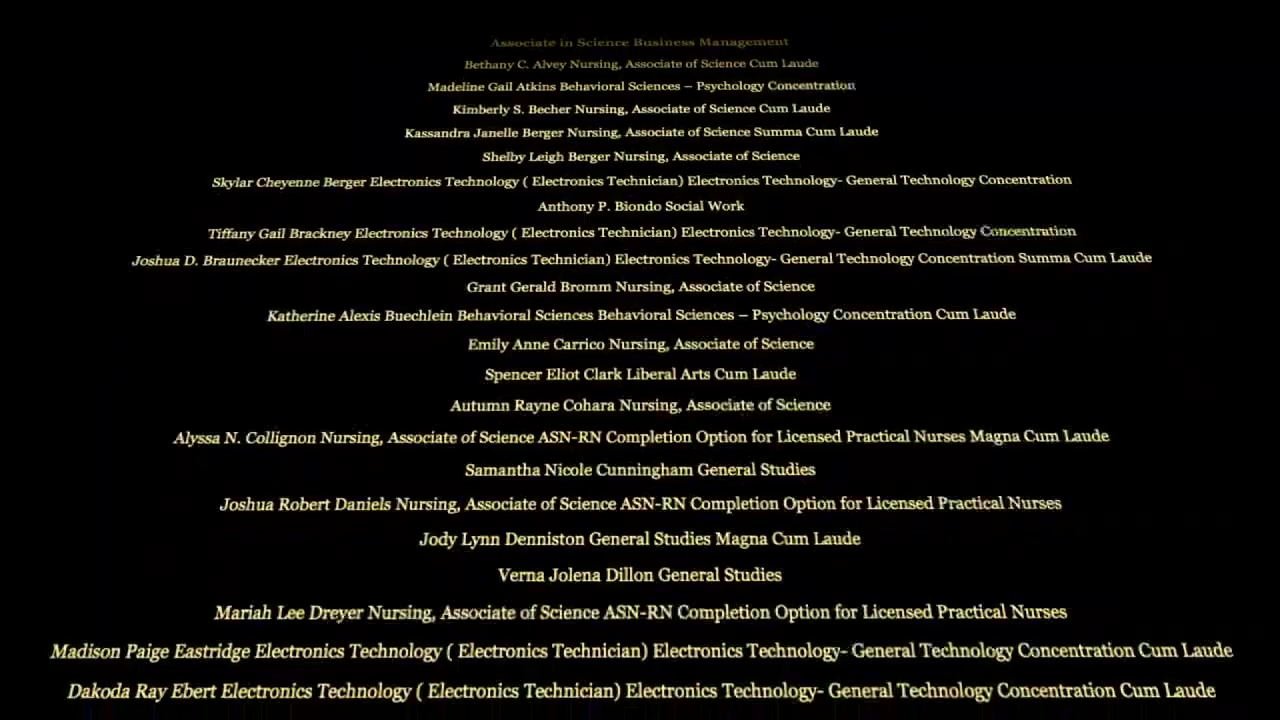 Associate in Science Business Management
Bethany C. Alvey Nursing, Associate of Science Cum Laude
Madeline Gail Atkins Behavioral Sciences – Psychology Concentration
Kimberly S. Becher Nursing, Associate of Science Cum Laude
Kassandra Janelle Berger Nursing, Associate of Science Summa Cum Laude
Shelby Leigh Berger Nursing, Associate of Science
Skylar Cheyenne Berger Electronics Technology ( Electronics Technician) Electronics Technology- General Technology Concentration
Anthony P. Biondo Social Work
Tiffany Gail Brackney Electronics Technology ( Electronics Technician) Electronics Technology- General Technology Concentration
Joshua D. Braunecker Electronics Technology ( Electronics Technician) Electronics Technology- General Technology Concentration Summa Cum Laude
Grant Gerald Bromm Nursing, Associate of Science
Katherine Alexis Buechlein Behavioral Sciences Behavioral Sciences – Psychology Concentration Cum Laude
Emily Anne Carrico Nursing, Associate of Science
Spencer Eliot Clark Liberal Arts Cum Laude
Autumn Rayne Cohara Nursing, Associate of Science
Alyssa N. Collignon Nursing, Associate of Science ASN-RN Completion Option for Licensed Practical Nurses Magna Cum Laude
Samantha Nicole Cunningham General Studies
Joshua Robert Daniels Nursing, Associate of Science ASN-RN Completion Option for Licensed Practical Nurses
Jody Lynn Denniston General Studies Magna Cum Laude
Verna Jolena Dillon General Studies
Mariah Lee Dreyer Nursing, Associate of Science ASN-RN Completion Option for Licensed Practical Nurses
Madison Paige Eastridge Electronics Technology ( Electronics Technician) Electronics Technology- General Technology Concentration Cum Laude
Dakoda Ray Ebert Electronics Technology ( Electronics Technician) Electronics Technology- General Technology Concentration Cum Laude